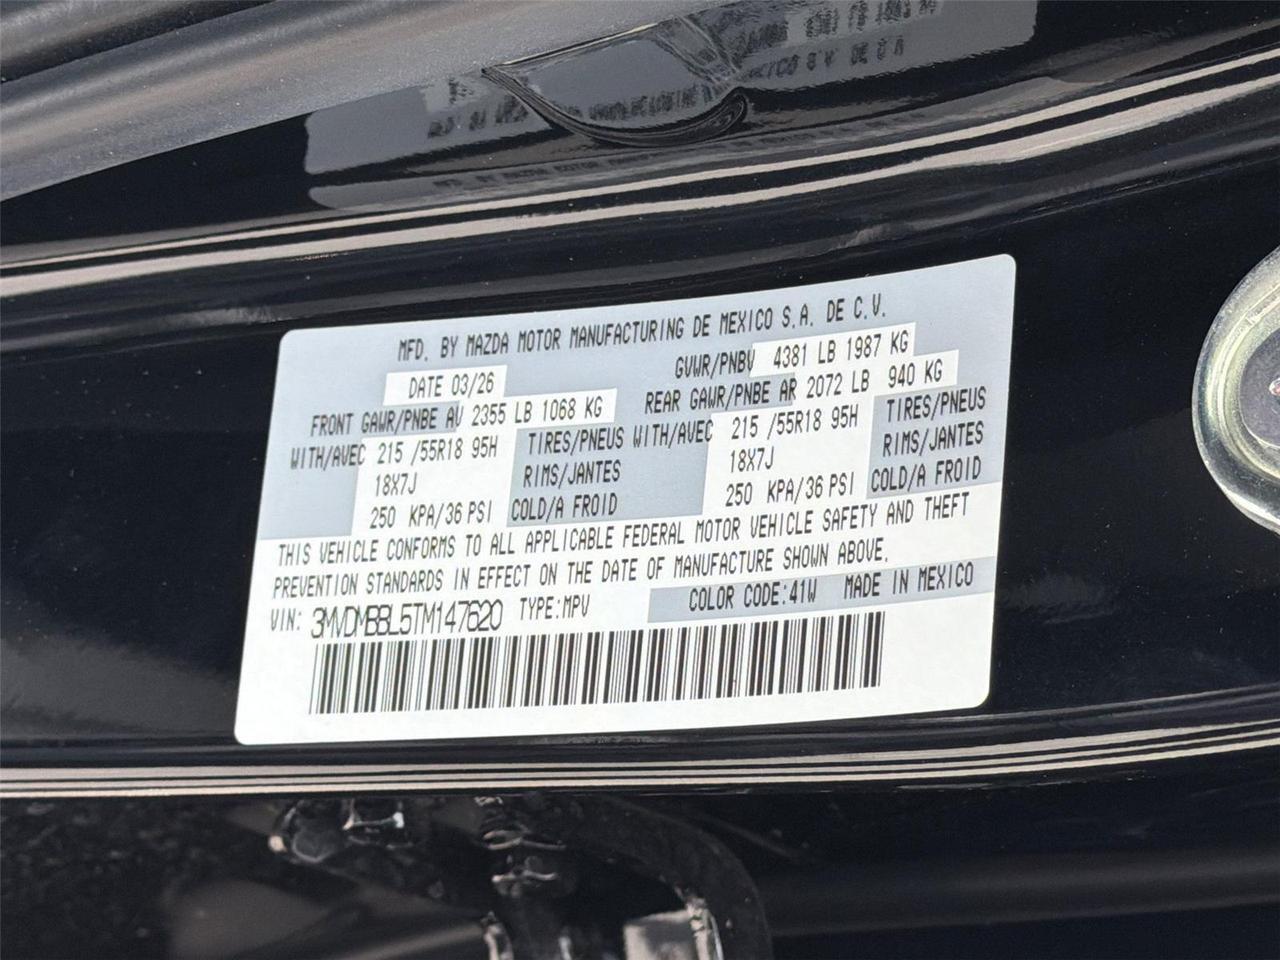 MFD. BY MAZDA MOTOR MANUFACTURING DE MEXICO S.A. DE C.V.
DATE 03/26 GVWR/PNBV 4381 LB 1987 KG
FRONT GAWR/PNBE AV 2355 LB 1068 KG REAR GAWR/PNBE AR 2072 LB 940 KG
WITH/AVEC 215 /55R18 95H TIRES/PNEUS WITH/AVEC 215 /55R18 95H TIRES/PNEUS
18X7J RIMS/JANTES 18X7J RIMS/JANTES
250 KPA/36 PSI COLD/A FROID 250 KPA/36 PSI COLD/A FROID
THIS VEHICLE CONFORMS TO ALL APPLICABLE FEDERAL MOTOR VEHICLE SAFETY AND THEFT
PREVENTION STANDARDS IN EFFECT ON THE DATE OF MANUFACTURE SHOWN ABOVE.
VIN: 3MVDMBBL5TM147620 TYPE:MPV COLOR CODE:41W MADE IN MEXICO